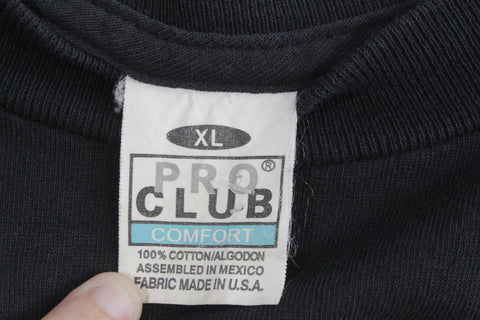 XL
PRO®
CLUB
COMFORT
100% COTTON/ALGODON
ASSEMBLED IN MEXICO
FABRIC MADE IN U.S.A.